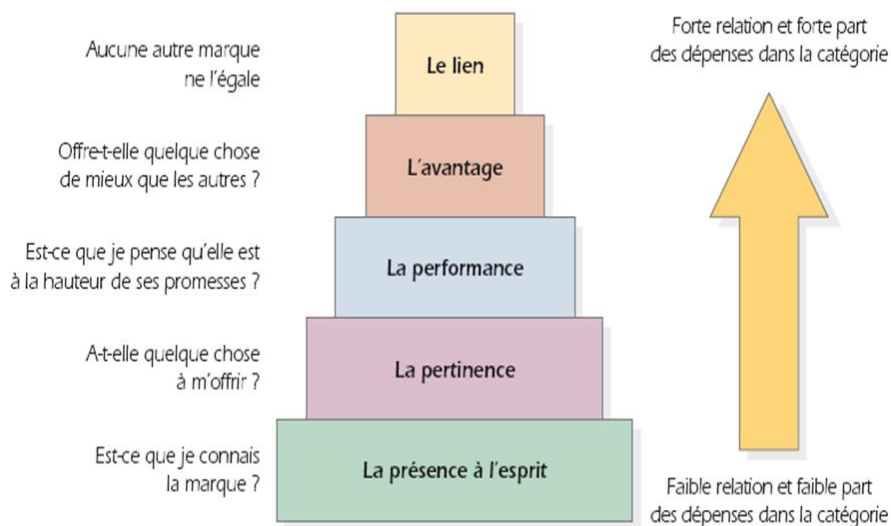 Aucune autre marque
ne l'égale
Le lien
Forte relation et forte part
des dépenses dans la catégorie
Offre-t-elle quelque chose
de mieux que les autres ?
L'avantage
Est-ce que je pense qu'elle est
à la hauteur de ses promesses ?
La performance
A-t-elle quelque chose
à m'offrir ?
La pertinence
Est-ce que je connais
la marque ?
La présence à l'esprit
Faible relation et faible part
des dépenses dans la catégorie